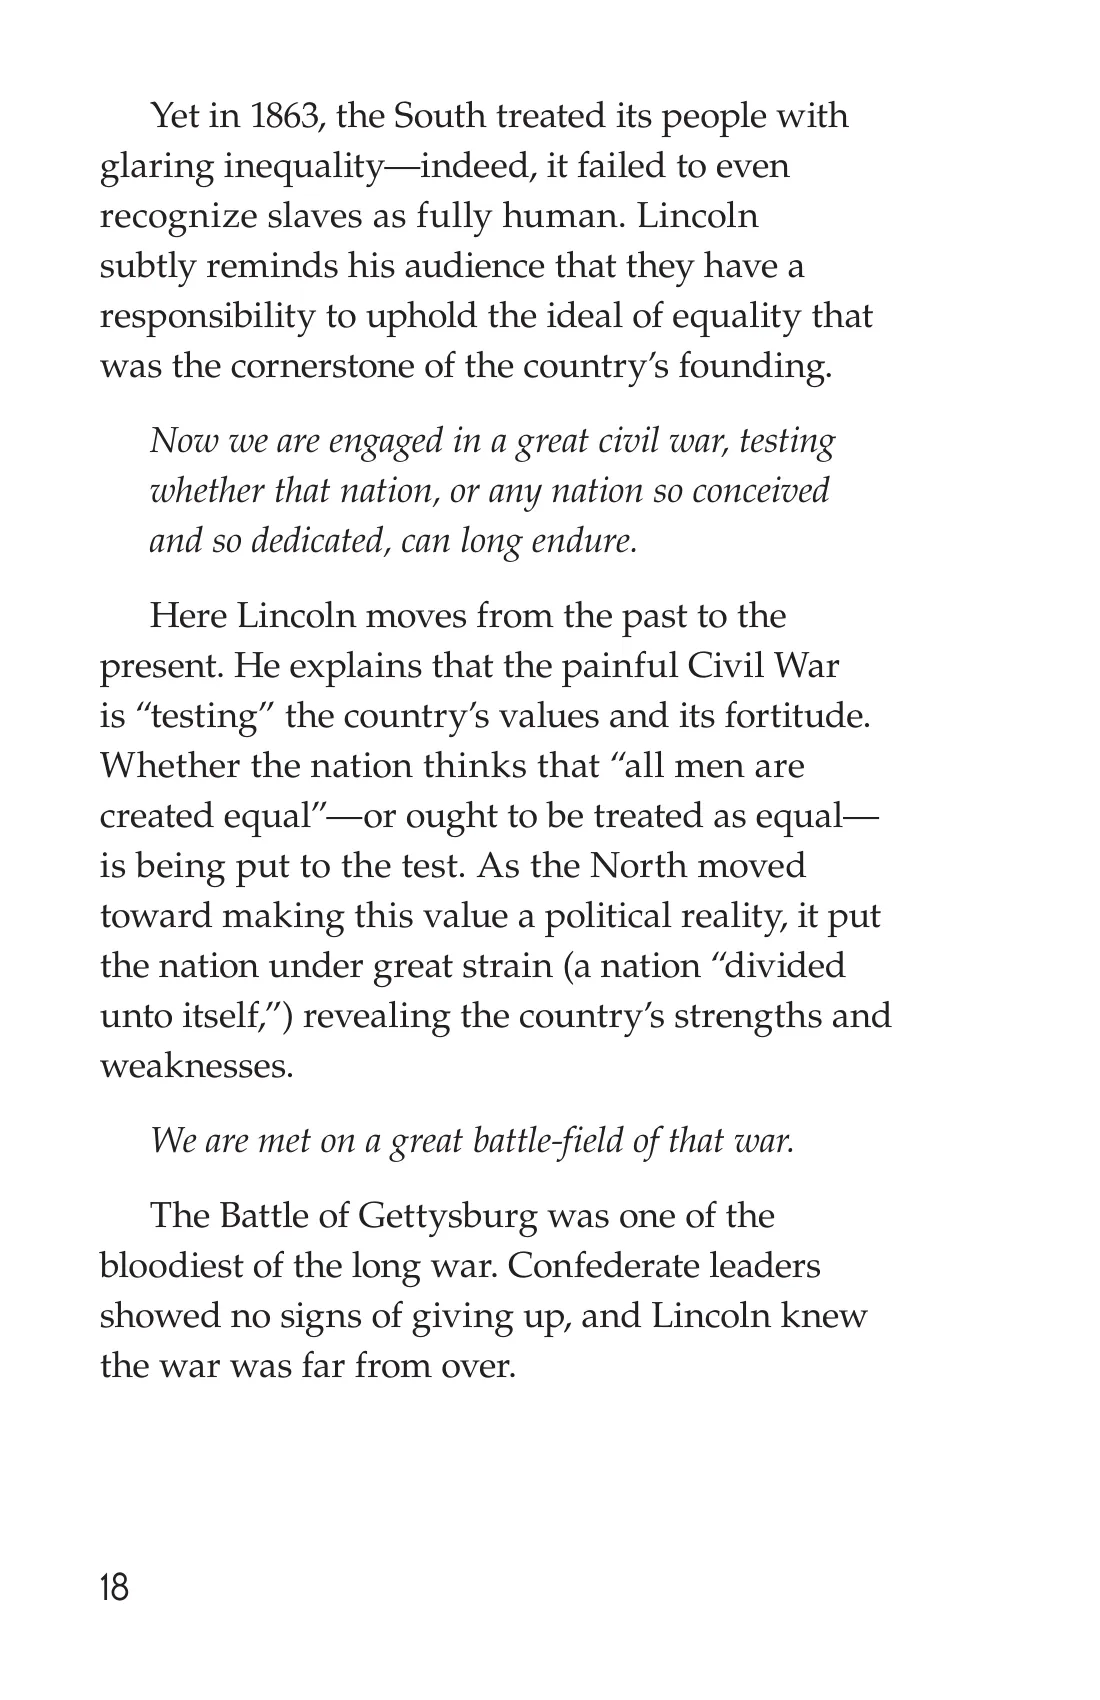 Yet in 1863, the South treated its people with
glaring inequality—indeed, it failed to even
recognize slaves as fully human. Lincoln
subtly reminds his audience that they have a
responsibility to uphold the ideal of equality that
was the cornerstone of the country’s founding.
Now we are engaged in a great civil war, testing
whether that nation, or any nation so conceived
and so dedicated, can long endure.
Here Lincoln moves from the past to the
present. He explains that the painful Civil War
is “testing” the country’s values and its fortitude.
Whether the nation thinks that “all men are
created equal”—or ought to be treated as equal—
is being put to the test. As the North moved
toward making this value a political reality, it put
the nation under great strain (a nation “divided
unto itself,”) revealing the country’s strengths and
weaknesses.
We are met on a great battle-field of that war.
The Battle of Gettysburg was one of the
bloodiest of the long war. Confederate leaders
showed no signs of giving up, and Lincoln knew
the war was far from over.
18